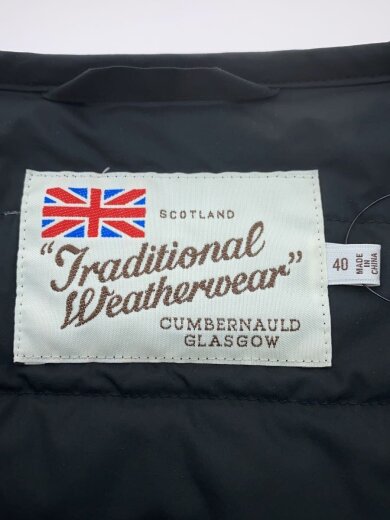 SCOTLAND
"Traditional
Weatherwear"
CUMBERNAULD
GLASGOW
40
MADE
IN
CHINA